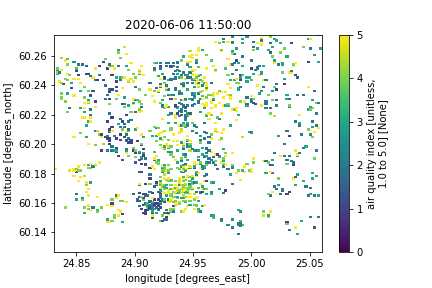 2020-06-06 11:50:00
60.26
60.24
60.22
60.20
60.18
60.16
60.14
latitude [degrees_north]
24.85 24.90 24.95 25.00 25.05
longitude [degrees_east]
5
4
3
2
1
0
air quality index [unitless,
1.0 to 5.0] [None]